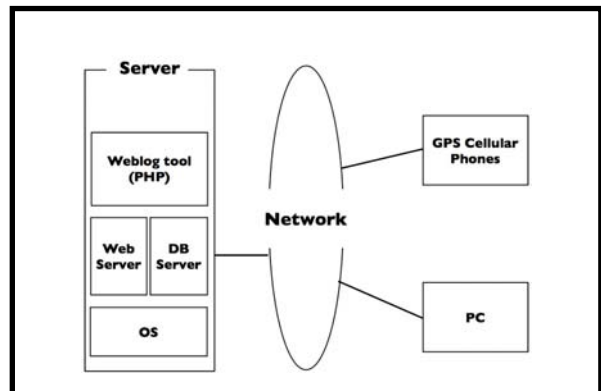 Server
Weblog tool
(PHP)
Web
Server
DB
Server
OS
Network
GPS Cellular
Phones
PC